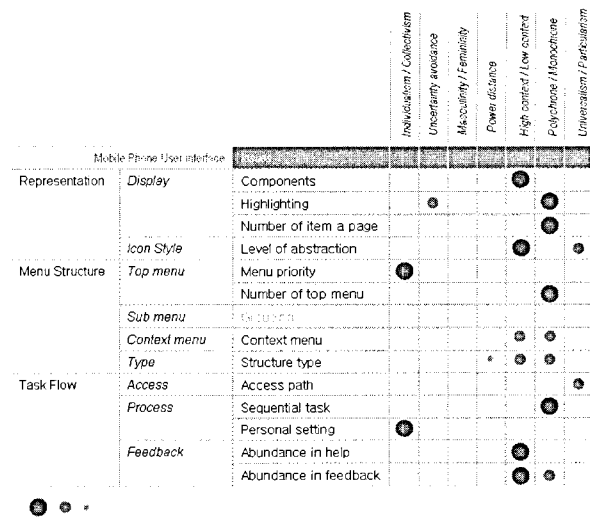 Individualism / Collectivism
Uncertainty avoidance
Masculinity / Femininity
Power distance
High context / Low context
Polychrone / Monochrone
Universalism / Particularism
Mobile Phone User interface
Representation Display Components
Highlighting
Number of item a page
Icon Style Level of abstraction
Menu Structure Top menu Menu priority
Number of top menu
Sub menu
Context menu Context menu
Type Structure type
Task Flow Access Access path
Process Sequential task
Personal setting
Feedback Abundance in help
Abundance in feedback